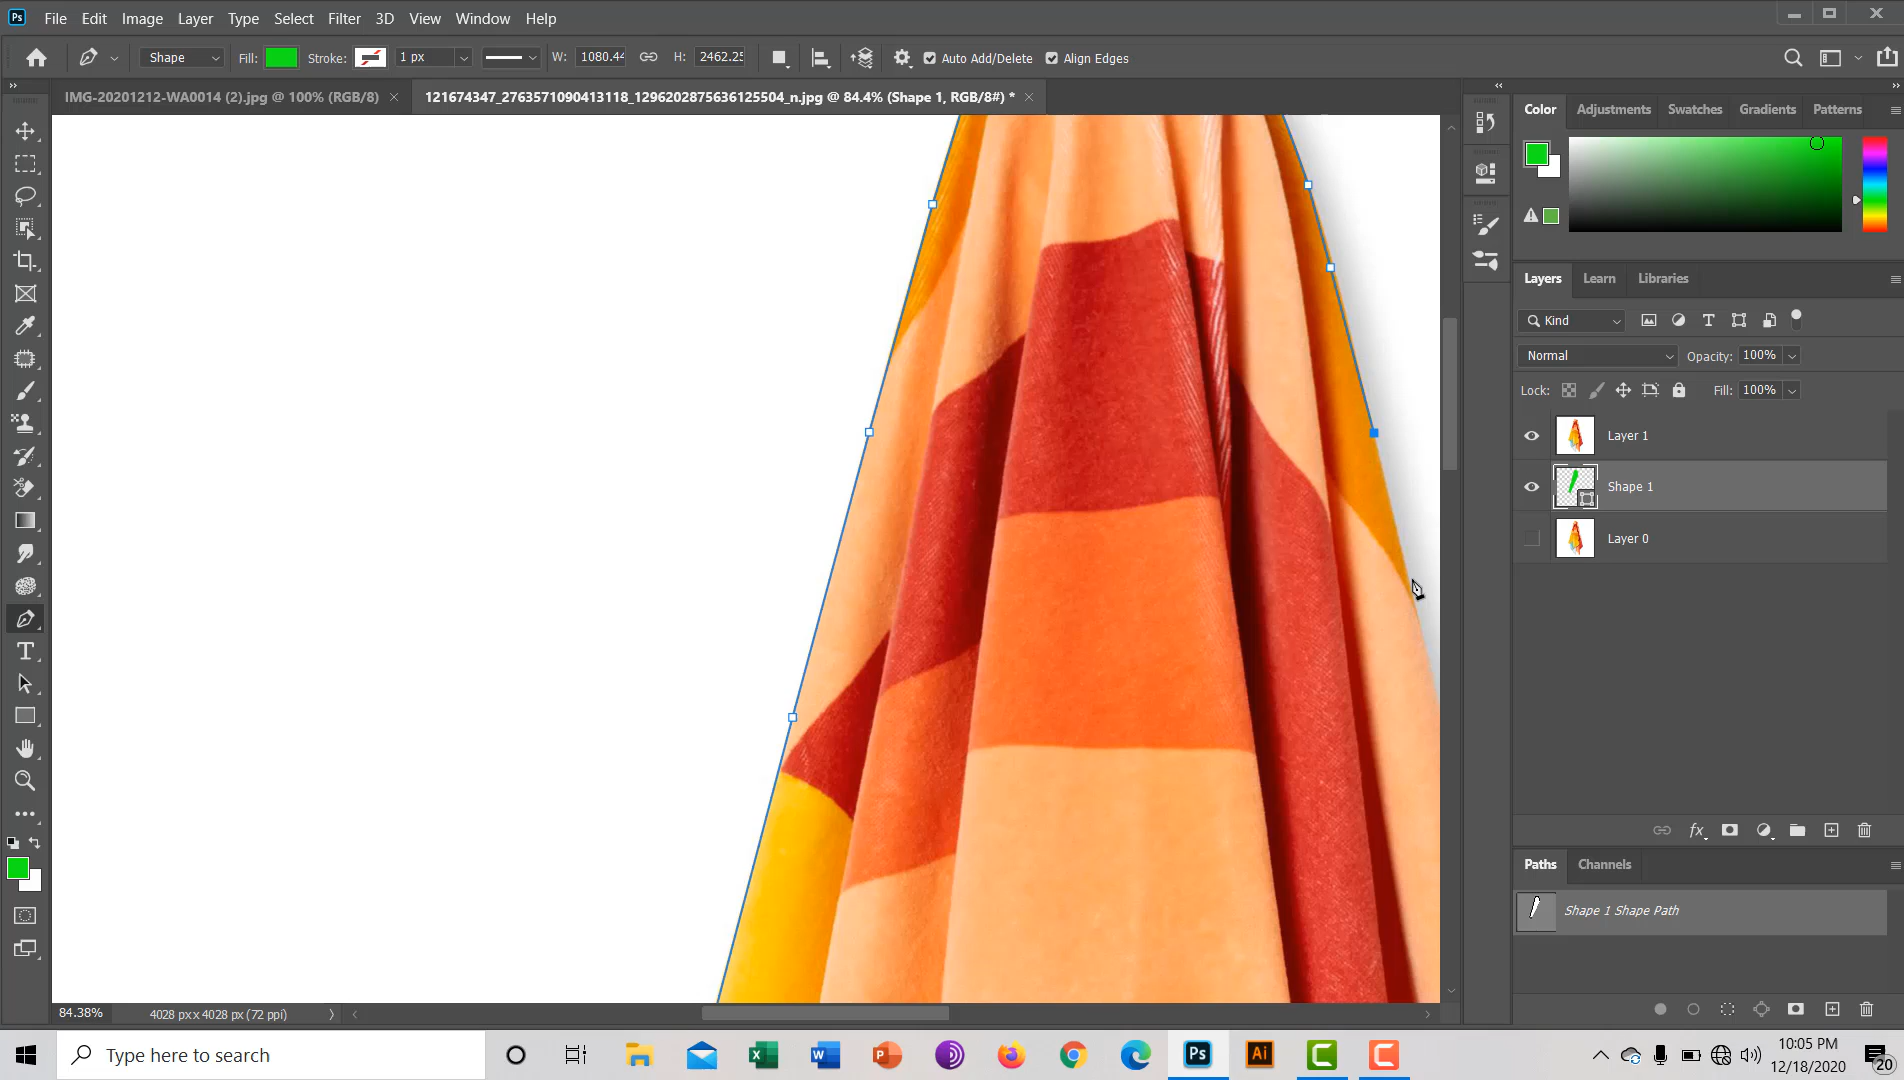 Ps File Edit Image Layer Type Select Filter 3D View Window Help
Shape Fill: Stroke: 1 px W: 1080.44 H: 2462.25 Auto Add/Delete Align Edges
IMG-20201212-WA0014 (2).jpg @ 100% (RGB/8) 121674347_2763571090413118_1296202875636125504_n.jpg @ 84.4% (Shape 1, RGB/8#) *
Color Adjustments Swatches Gradients Patterns
Layers Learn Libraries
Kind
Normal Opacity: 100%
Lock: Fill: 100%
Layer 1
Shape 1
Layer 0
fx
Paths Channels
Shape 1 Shape Path
84.38% 4028 px x 4028 px (72 ppi)
Type here to search
Ps Ai
10:05 PM
12/18/2020
20